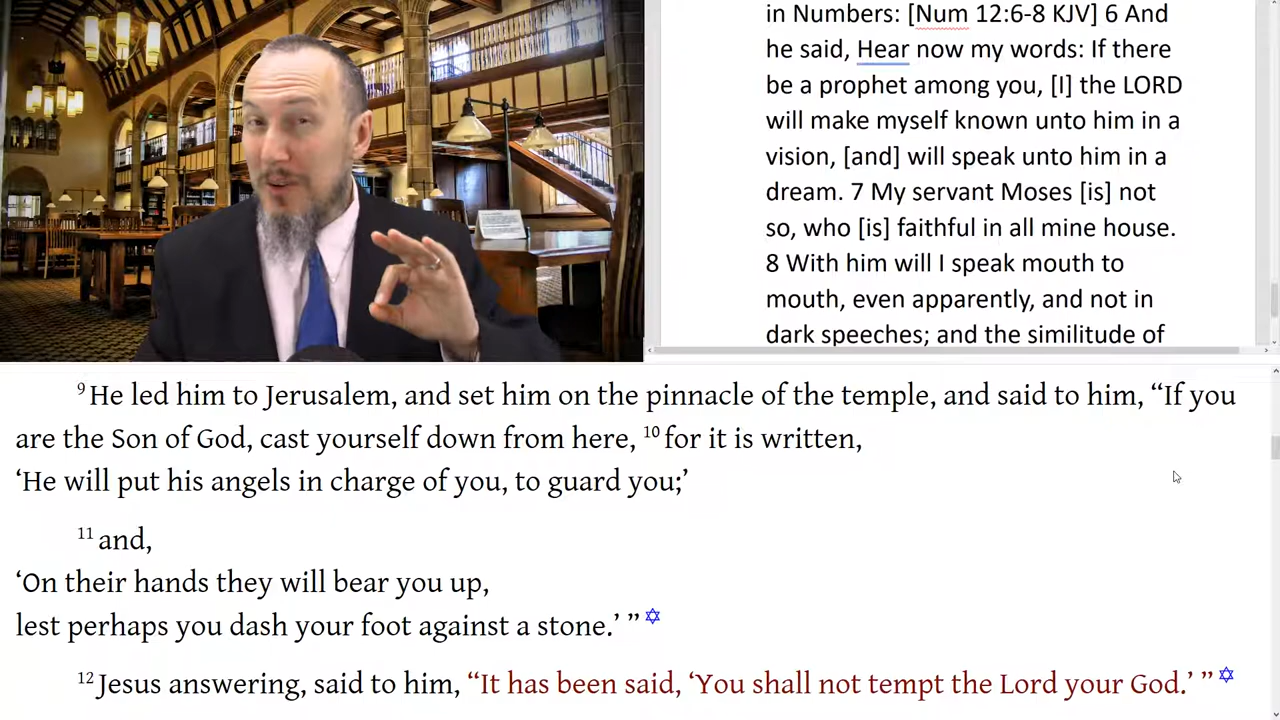 in Numbers: [Num 12:6-8 KJV] 6 And
he said, Hear now my words: If there
be a prophet among you, [I] the LORD
will make myself known unto him in a
vision, [and] will speak unto him in a
dream. 7 My servant Moses [is] not
so, who [is] faithful in all mine house.
8 With him will I speak mouth to
mouth, even apparently, and not in
dark speeches; and the similitude of
9 He led him to Jerusalem, and set him on the pinnacle of the temple, and said to him, “If you
are the Son of God, cast yourself down from here, 10 for it is written,
‘He will put his angels in charge of you, to guard you;’
11 and,
‘On their hands they will bear you up,
lest perhaps you dash your foot against a stone.’ ” ✡
12 Jesus answering, said to him, “It has been said, ‘You shall not tempt the Lord your God.’ ” ✡